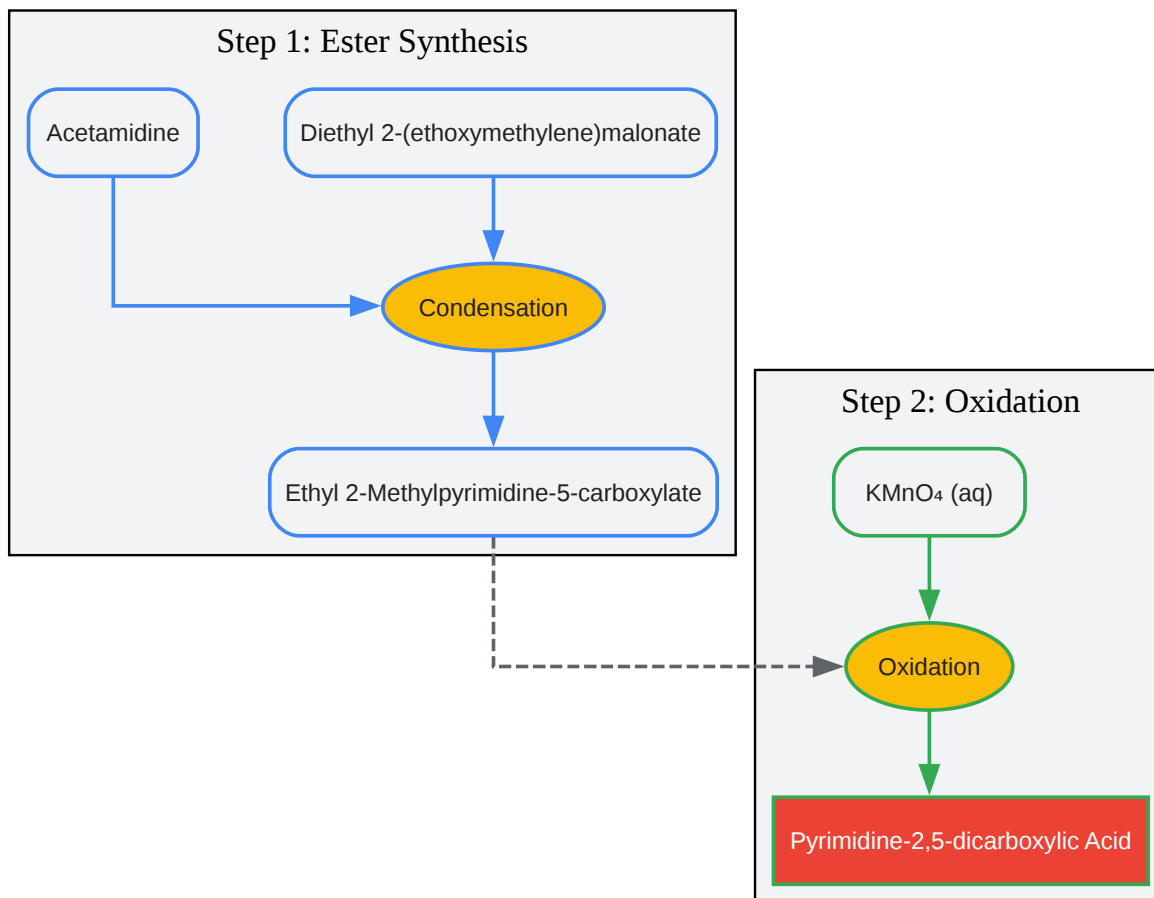 Step 1: Ester Synthesis
Acetamidine
Diethyl 2-(ethoxymethylene)malonate
Condensation
Ethyl 2-Methylpyrimidine-5-carboxylate
Step 2: Oxidation
KMnO₄ (aq)
Oxidation
Pyrimidine-2,5-dicarboxylic Acid